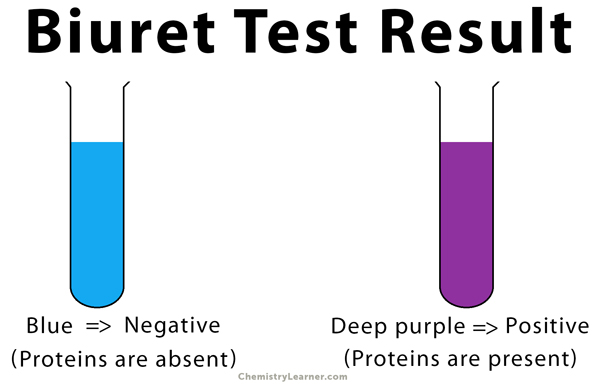 Biuret Test Result
Blue => Negative
(Proteins are absent)
Deep purple => Positive
(Proteins are present)
ChemistryLearner.com